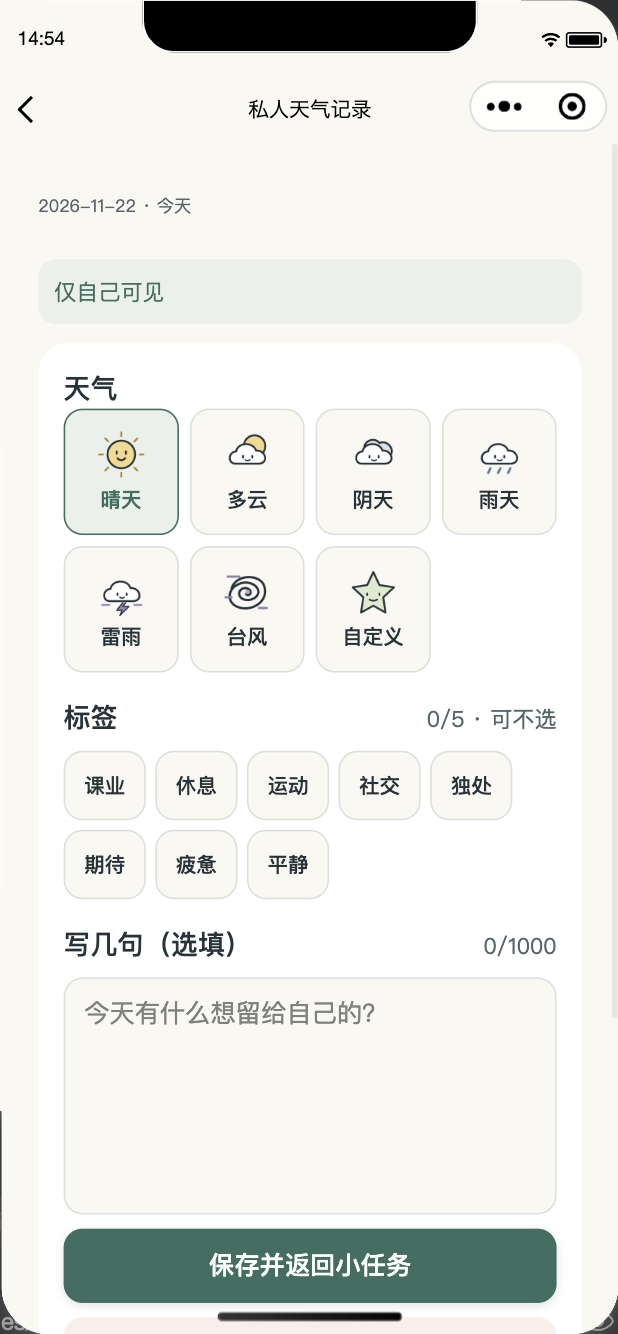 14:54
私人天气记录
2026-11-22 · 今天
仅自己可见
天气
晴天 多云 阴天 雨天
雷雨 台风 自定义
标签 0/5 · 可不选
课业 休息 运动 社交 独处
期待 疲惫 平静
写几句（选填） 0/1000
今天有什么想留给自己的?
保存并返回小任务